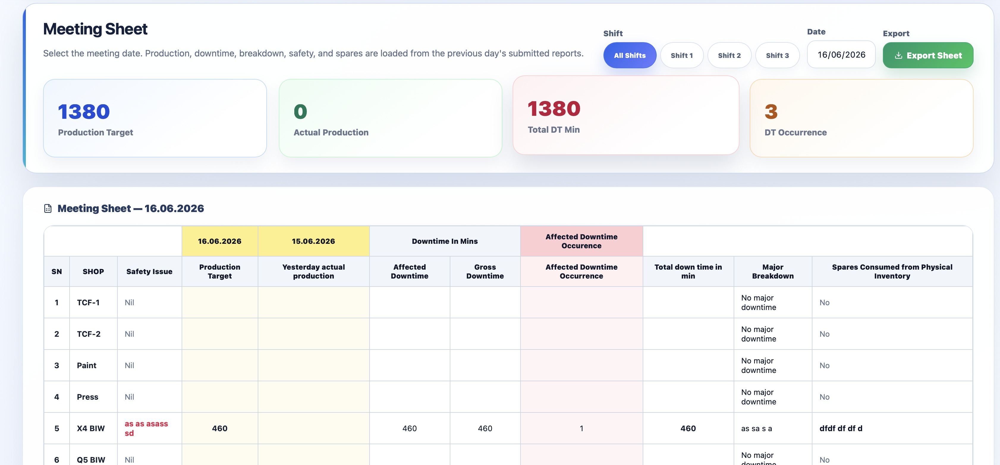 Meeting Sheet
Select the meeting date. Production, downtime, breakdown, safety, and spares are loaded from the previous day's submitted reports.
Shift
All Shifts
Shift 1
Shift 2
Shift 3
Date
16/06/2026
Export
Export Sheet
1380
Production Target
0
Actual Production
1380
Total DT Min
3
DT Occurrence
Meeting Sheet — 16.06.2026
16.06.2026
15.06.2026
Downtime In Mins
Affected Downtime
Occurence
SN
SHOP
Safety Issue
Production
Target
Yesterday actual
production
Affected
Downtime
Gross
Downtime
Affected Downtime
Occurrence
Total down time in
min
Major
Breakdown
Spares Consumed from Physical
Inventory
1
TCF-1
Nil
No major
downtime
No
2
TCF-2
Nil
No major
downtime
No
3
Paint
Nil
No major
downtime
No
4
Press
Nil
No major
downtime
No
5
X4 BIW
as as asass
sd
460
460
460
1
460
as sa s a
dfdf df df d
6
Q5 BIW
Nil
No major
downtime
No